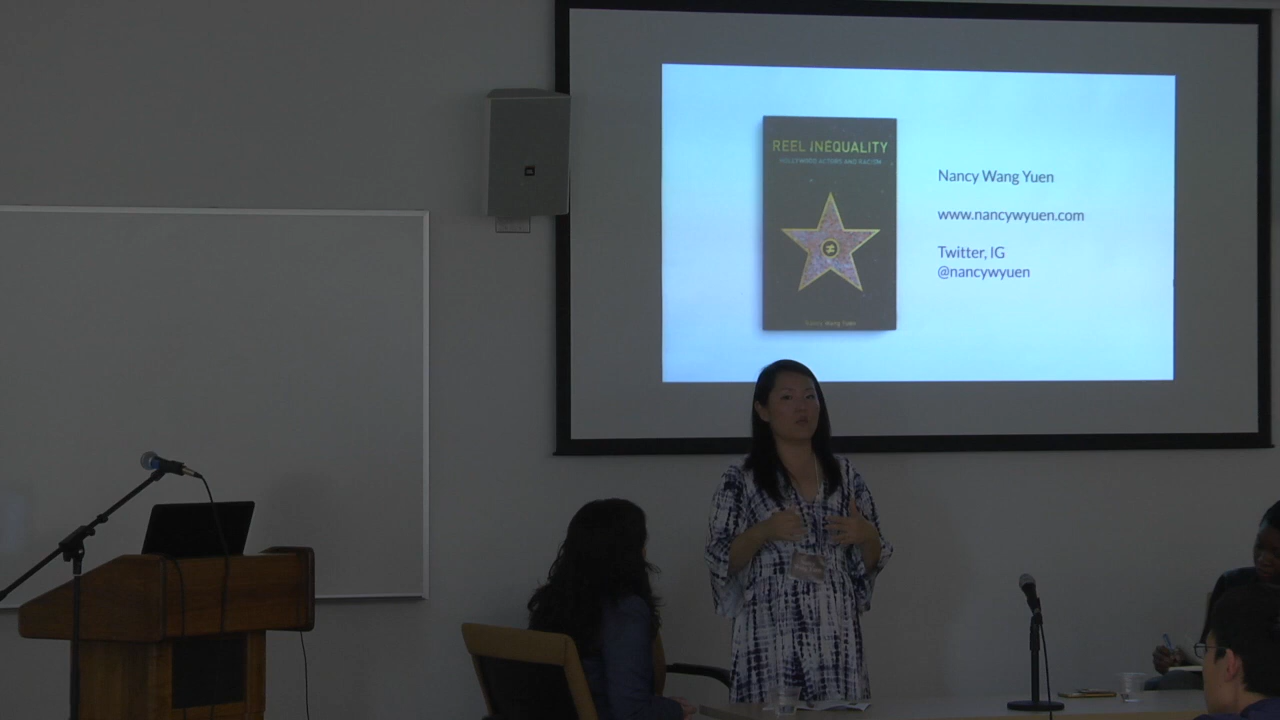 REEL INEQUALITY
HOLLYWOOD ACTORS AND RACISM
Nancy Wang Yuen
Nancy Wang Yuen
www.nancywyuen.com
Twitter, IG
@nancywyuen